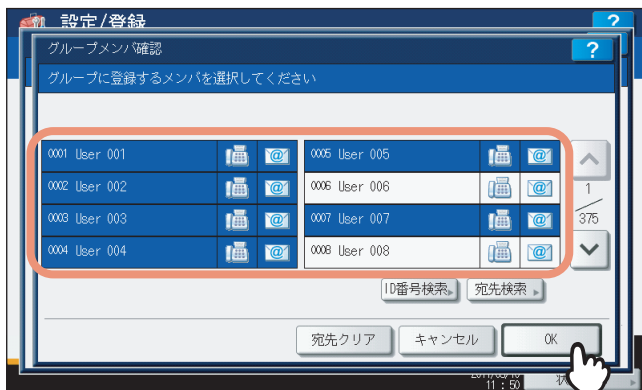 設定/登録
?
グループメンバ確認
?
グループに登録するメンバを選択してください
0001 User 001
0005 User 005
0002 User 002
0006 User 006
0003 User 003
0007 User 007
0004 User 004
0008 User 008
1
375
ID番号検索
宛先検索
宛先クリア
キャンセル
OK
11:50
状